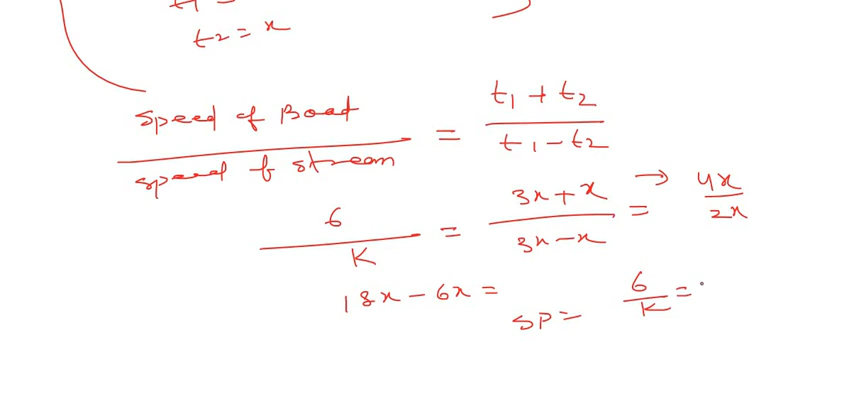 t1 =
t2 = x
Speed of Boat / speed of stream = t1 + t2 / t1 - t2
6 / K = 3x + x / 3x - x = → 4x / 2x
18x - 6x =
SP = 6 / K =